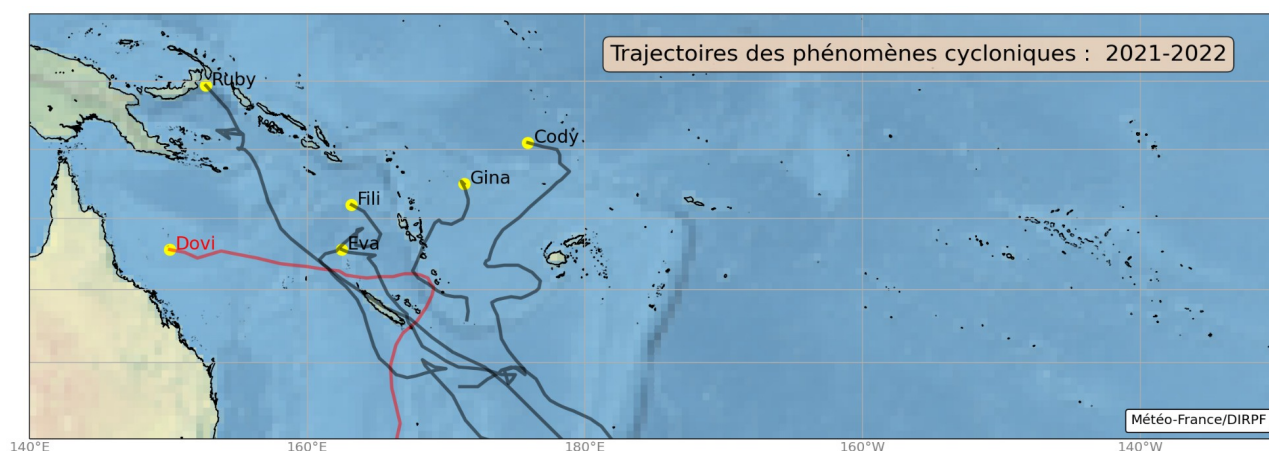 Trajectoires des phénomènes cycloniques :  2021-2022
Ruby
Cody
Gina
Fili
Dovi
Eva
Météo-France/DIRPF
140°E
160°E
180°E
160°W
140°W